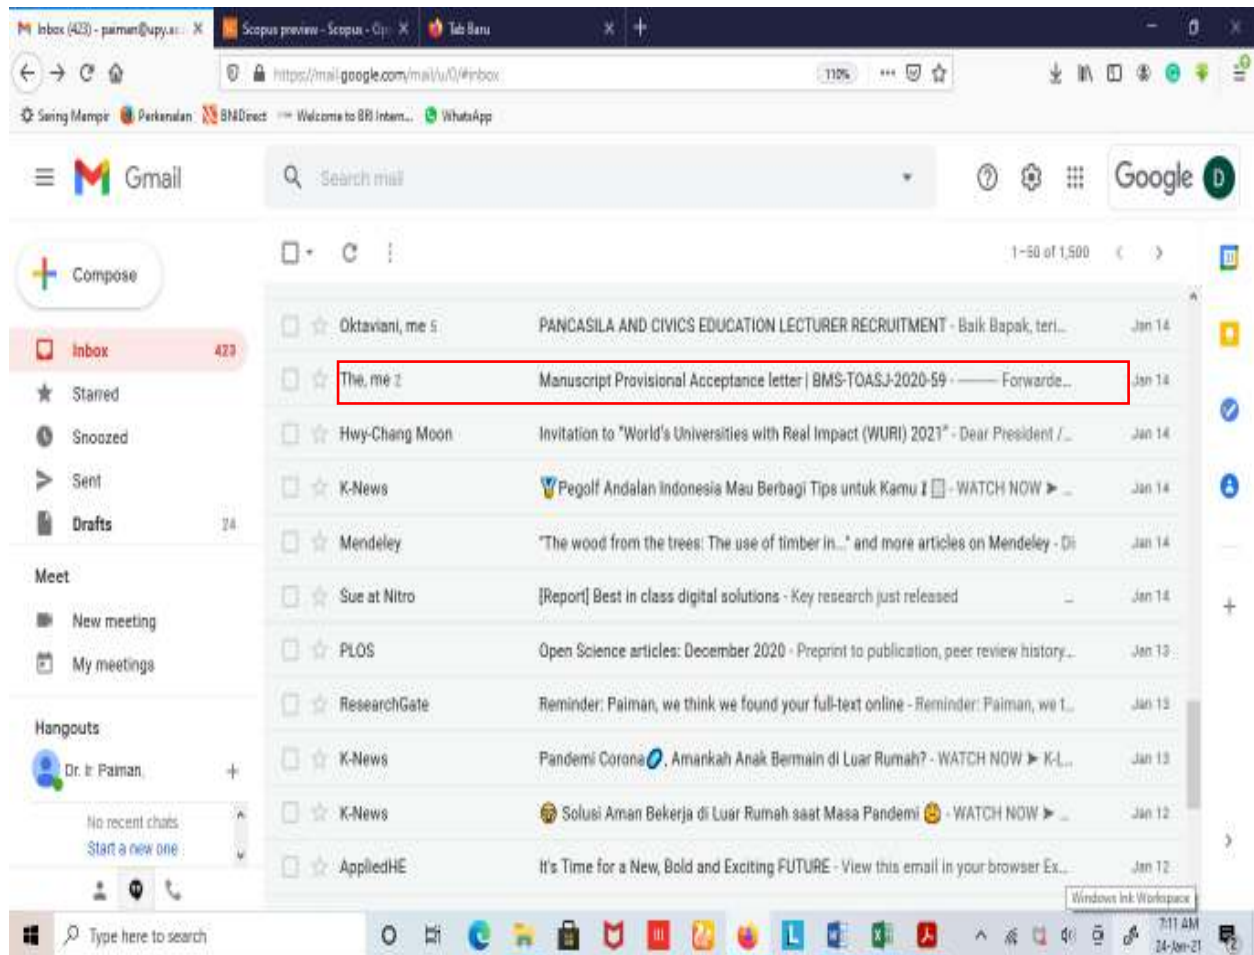 Inbox (423) - paiman@upy.ac. Scopus preview - Scopus - Tab Baru
https://mail.google.com/mail/u/0/#inbox 110%
Sering Mampir Perkenalan BNIDirect Welcome to BRI Intern... WhatsApp
Gmail Search mail Google D
Compose 1–50 of 1,500
Oktaviani, me 5 PANCASILA AND CIVICS EDUCATION LECTURER RECRUITMENT - Baik Bapak, teri... Jan 14
Inbox 423
The, me 2 Manuscript Provisional Acceptance letter | BMS-TOASJ-2020-59 - ——— Forwarde... Jan 14
Starred
Snoozed Hwy-Chang Moon Invitation to "World's Universities with Real Impact (WURI) 2021" - Dear President /... Jan 14
Sent K-News Pegolf Andalan Indonesia Mau Berbagi Tips untuk Kamu - WATCH NOW ► ... Jan 14
Drafts 24
Mendeley "The wood from the trees: The use of timber in..." and more articles on Mendeley - Di Jan 14
Meet
Sue at Nitro [Report] Best in class digital solutions - Key research just released ... Jan 14
New meeting
PLOS Open Science articles: December 2020 - Preprint to publication, peer review history... Jan 13
My meetings
ResearchGate Reminder: Paiman, we think we found your full-text online - Reminder: Paiman, we t... Jan 13
Hangouts
K-News Pandemi Corona, Amankah Anak Bermain di Luar Rumah? - WATCH NOW ► K-L... Jan 13
Dr. Ir. Paiman,
No recent chats K-News Solusi Aman Bekerja di Luar Rumah saat Masa Pandemi - WATCH NOW ► ... Jan 12
Start a new one
AppliedHE It's Time for a New, Bold and Exciting FUTURE - View this email in your browser Ex... Jan 12
Windows Ink Workspace
Type here to search 7:11 AM
24-Jan-21